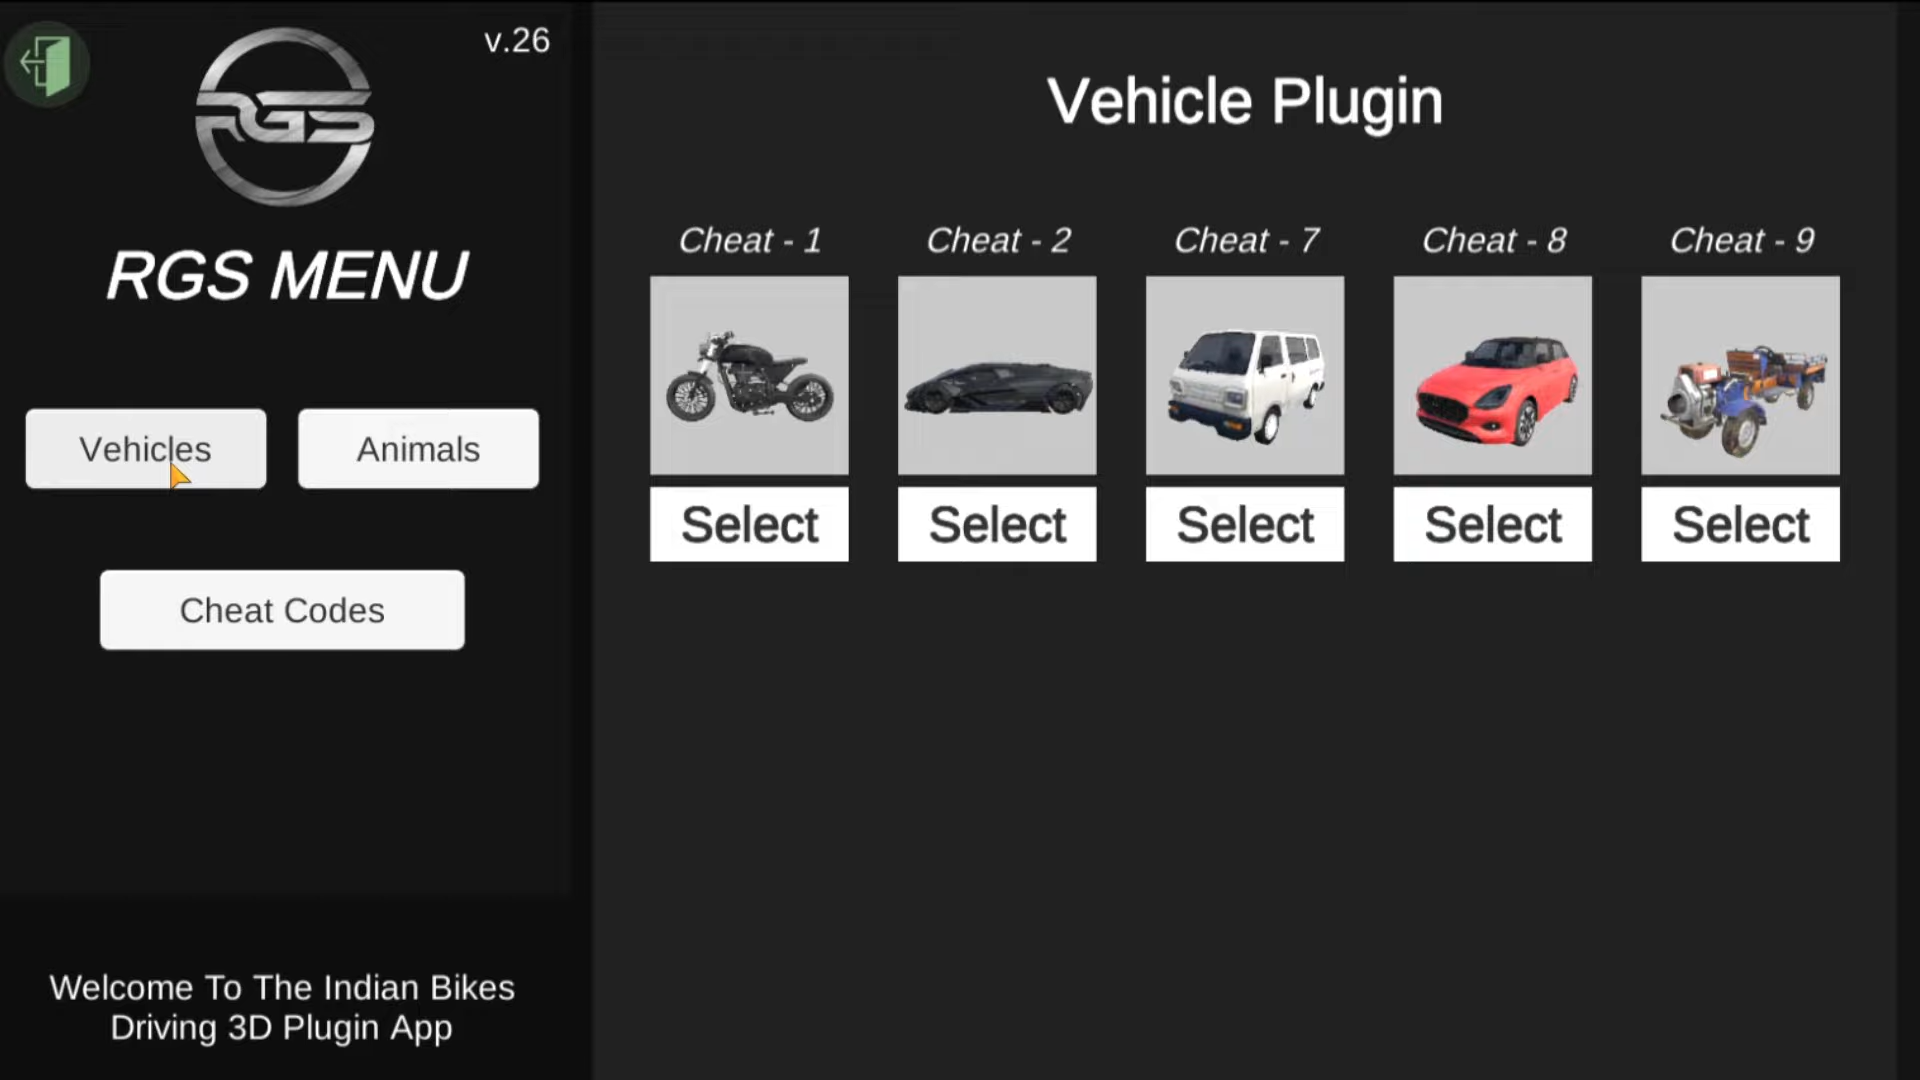 v.26
RGS
RGS MENU
Vehicles
Animals
Cheat Codes
Welcome To The Indian Bikes
Driving 3D Plugin App
Vehicle Plugin
Cheat - 1
Cheat - 2
Cheat - 7
Cheat - 8
Cheat - 9
Select
Select
Select
Select
Select